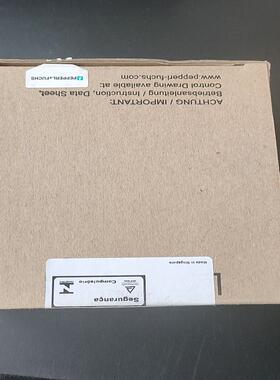 PEPPERL+FUCHS
ACHTUNG / IMPORTANT:
Betriebsanleitung / Instruction, Data Sheet,
Control Drawing available at:
www.pepperl-fuchs.com
Made in Singapore
Segurança
Compulsório